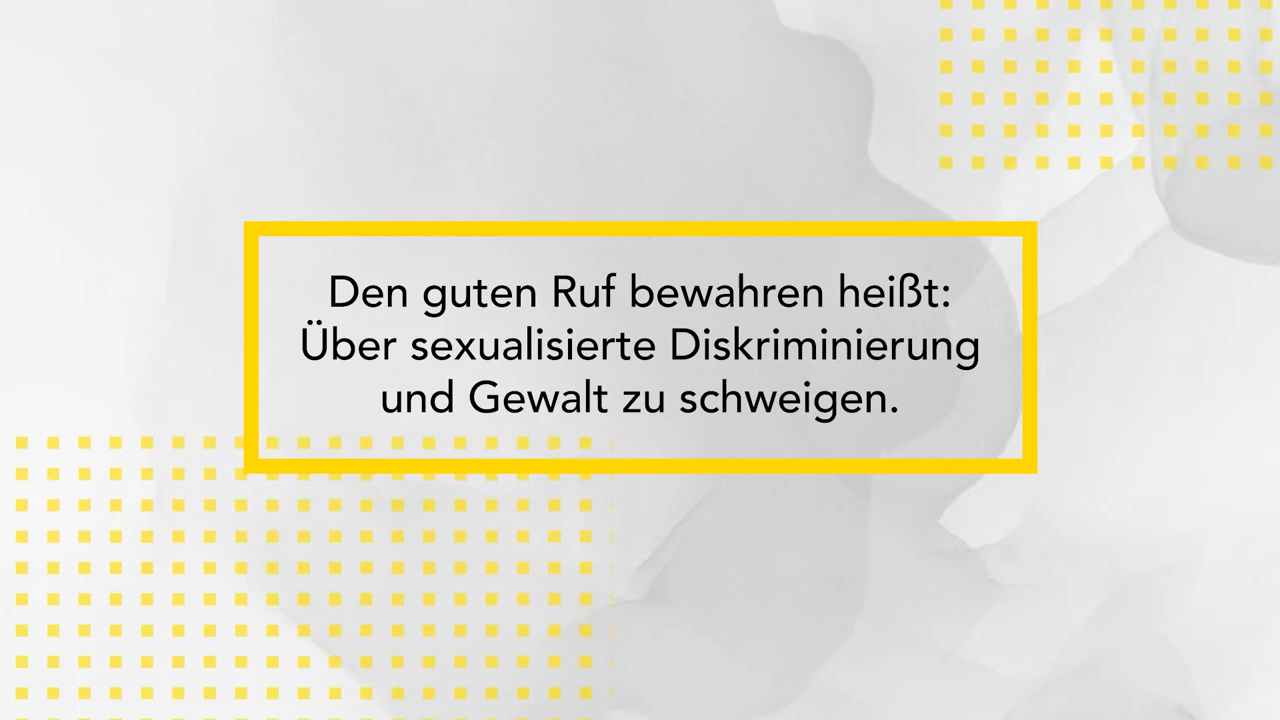 Den guten Ruf bewahren heißt:
Über sexualisierte Diskriminierung
und Gewalt zu schweigen.